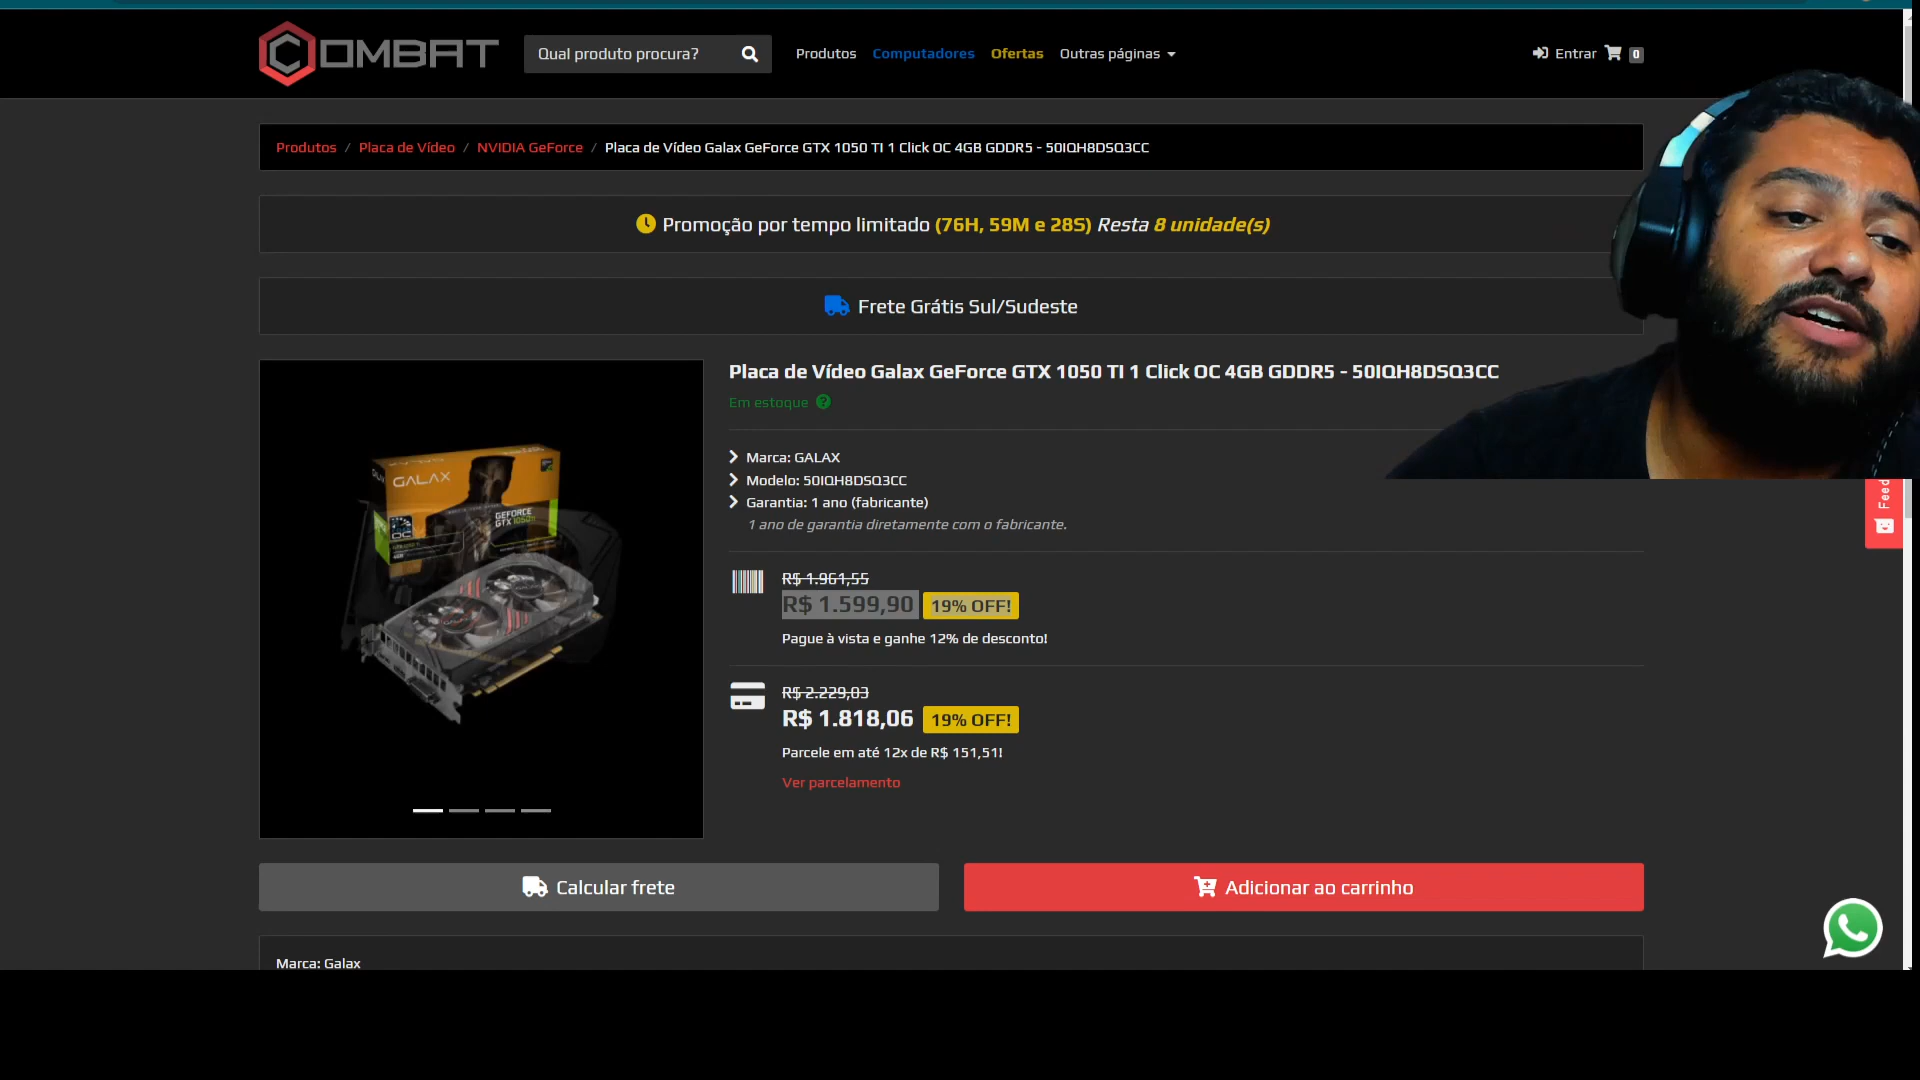 COMBAT
Qual produto procura?
Produtos
Computadores
Ofertas
Outras páginas
Entrar
0
Produtos / Placa de Vídeo / NVIDIA GeForce / Placa de Vídeo Galax GeForce GTX 1050 TI 1 Click OC 4GB GDDR5 - 50IQH8DSQ3CC
Promoção por tempo limitado (76H, 59M e 28S) Resta 8 unidade(s)
Frete Grátis Sul/Sudeste
GALAX
GEFORCE
GTX 1050Ti
OC
Placa de Vídeo Galax GeForce GTX 1050 TI 1 Click OC 4GB GDDR5 - 50IQH8DSQ3CC
Em estoque
Marca: GALAX
Modelo: 50IQH8DSQ3CC
Garantia: 1 ano (fabricante)
1 ano de garantia diretamente com o fabricante.
R$ 1.961,55
R$ 1.599,90 19% OFF!
Pague à vista e ganhe 12% de desconto!
R$ 2.229,03
R$ 1.818,06 19% OFF!
Parcele em até 12x de R$ 151,51!
Ver parcelamento
Feed
Calcular frete
Adicionar ao carrinho
Marca: Galax